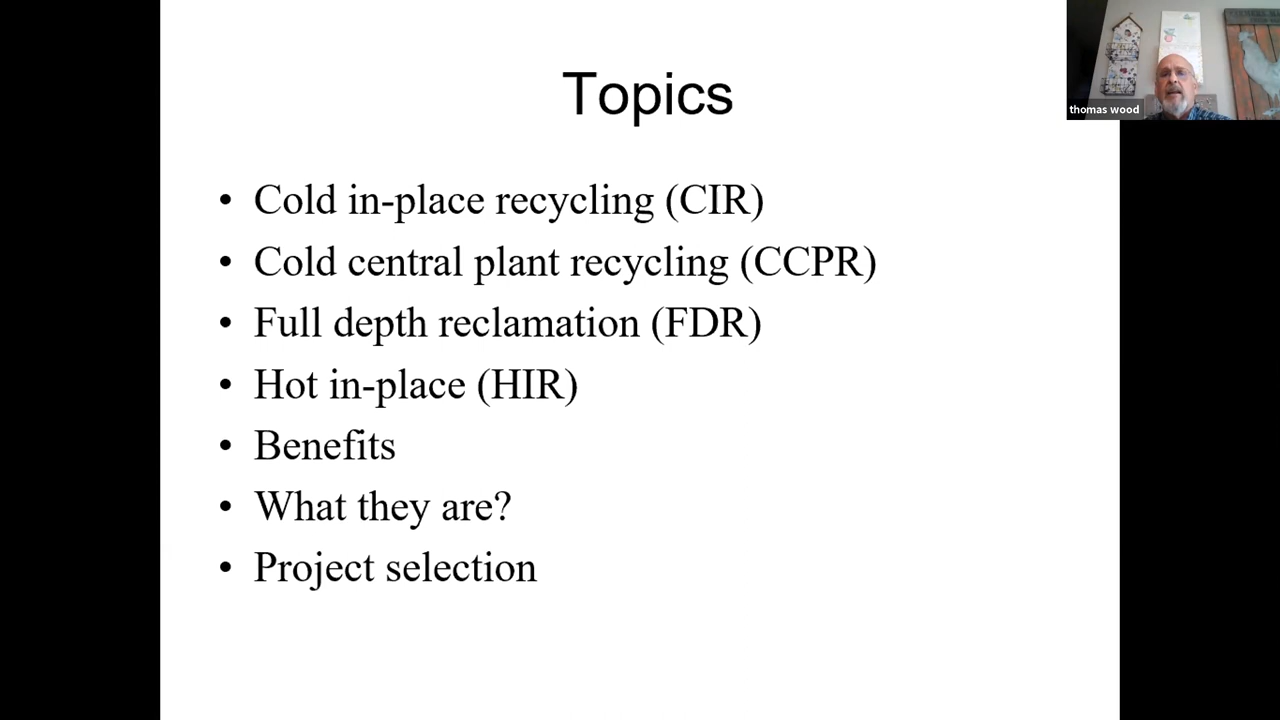 Topics
• Cold in-place recycling (CIR)
• Cold central plant recycling (CCPR)
• Full depth reclamation (FDR)
• Hot in-place (HIR)
• Benefits
• What they are?
• Project selection
thomas wood